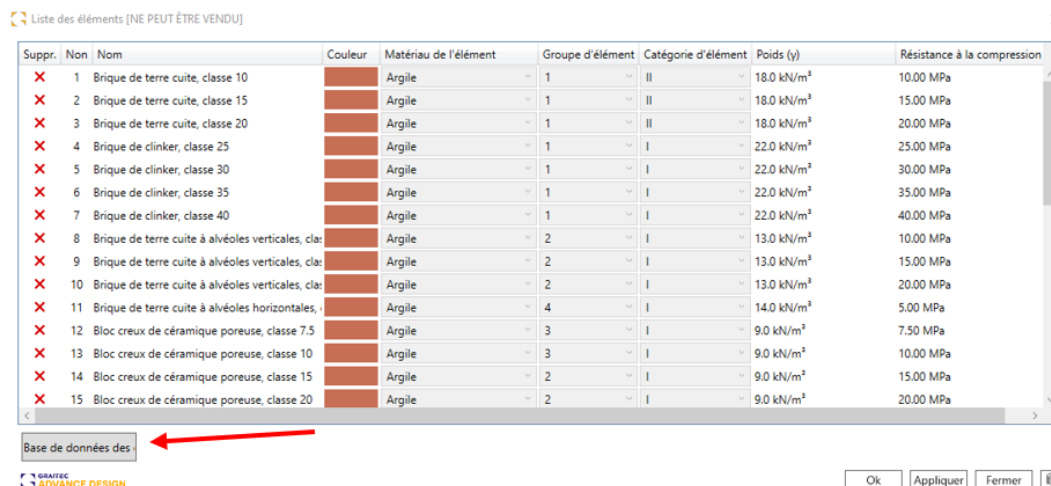 Liste des éléments [NE PEUT ÊTRE VENDU]
Suppr. Non Nom Couleur Matériau de l'élément Groupe d'élément Catégorie d'élément Poids (γ) Résistance à la compression
1 Brique de terre cuite, classe 10 Argile 1 II 18.0 kN/m³ 10.00 MPa
2 Brique de terre cuite, classe 15 Argile 1 II 18.0 kN/m³ 15.00 MPa
3 Brique de terre cuite, classe 20 Argile 1 II 18.0 kN/m³ 20.00 MPa
4 Brique de clinker, classe 25 Argile 1 I 22.0 kN/m³ 25.00 MPa
5 Brique de clinker, classe 30 Argile 1 I 22.0 kN/m³ 30.00 MPa
6 Brique de clinker, classe 35 Argile 1 I 22.0 kN/m³ 35.00 MPa
7 Brique de clinker, classe 40 Argile 1 I 22.0 kN/m³ 40.00 MPa
8 Brique de terre cuite à alvéoles verticales, clas Argile 2 I 13.0 kN/m³ 10.00 MPa
9 Brique de terre cuite à alvéoles verticales, clas Argile 2 I 13.0 kN/m³ 15.00 MPa
10 Brique de terre cuite à alvéoles verticales, clas Argile 2 I 13.0 kN/m³ 20.00 MPa
11 Brique de terre cuite à alvéoles horizontales, Argile 4 I 14.0 kN/m³ 5.00 MPa
12 Bloc creux de céramique poreuse, classe 7.5 Argile 3 I 9.0 kN/m³ 7.50 MPa
13 Bloc creux de céramique poreuse, classe 10 Argile 3 I 9.0 kN/m³ 10.00 MPa
14 Bloc creux de céramique poreuse, classe 15 Argile 2 I 9.0 kN/m³ 15.00 MPa
15 Bloc creux de céramique poreuse, classe 20 Argile 2 I 9.0 kN/m³ 20.00 MPa
Base de données des
GRAITEC
ADVANCE DESIGN
Ok Appliquer Fermer